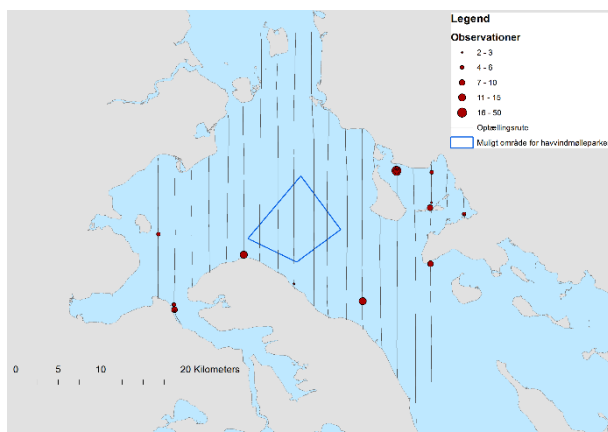 Legend
Observationer
2 - 3
4 - 6
7 - 10
11 - 15
16 - 50
Optællingsrute
Muligt område for havvindmølleparke
0 5 10 20 Kilometers